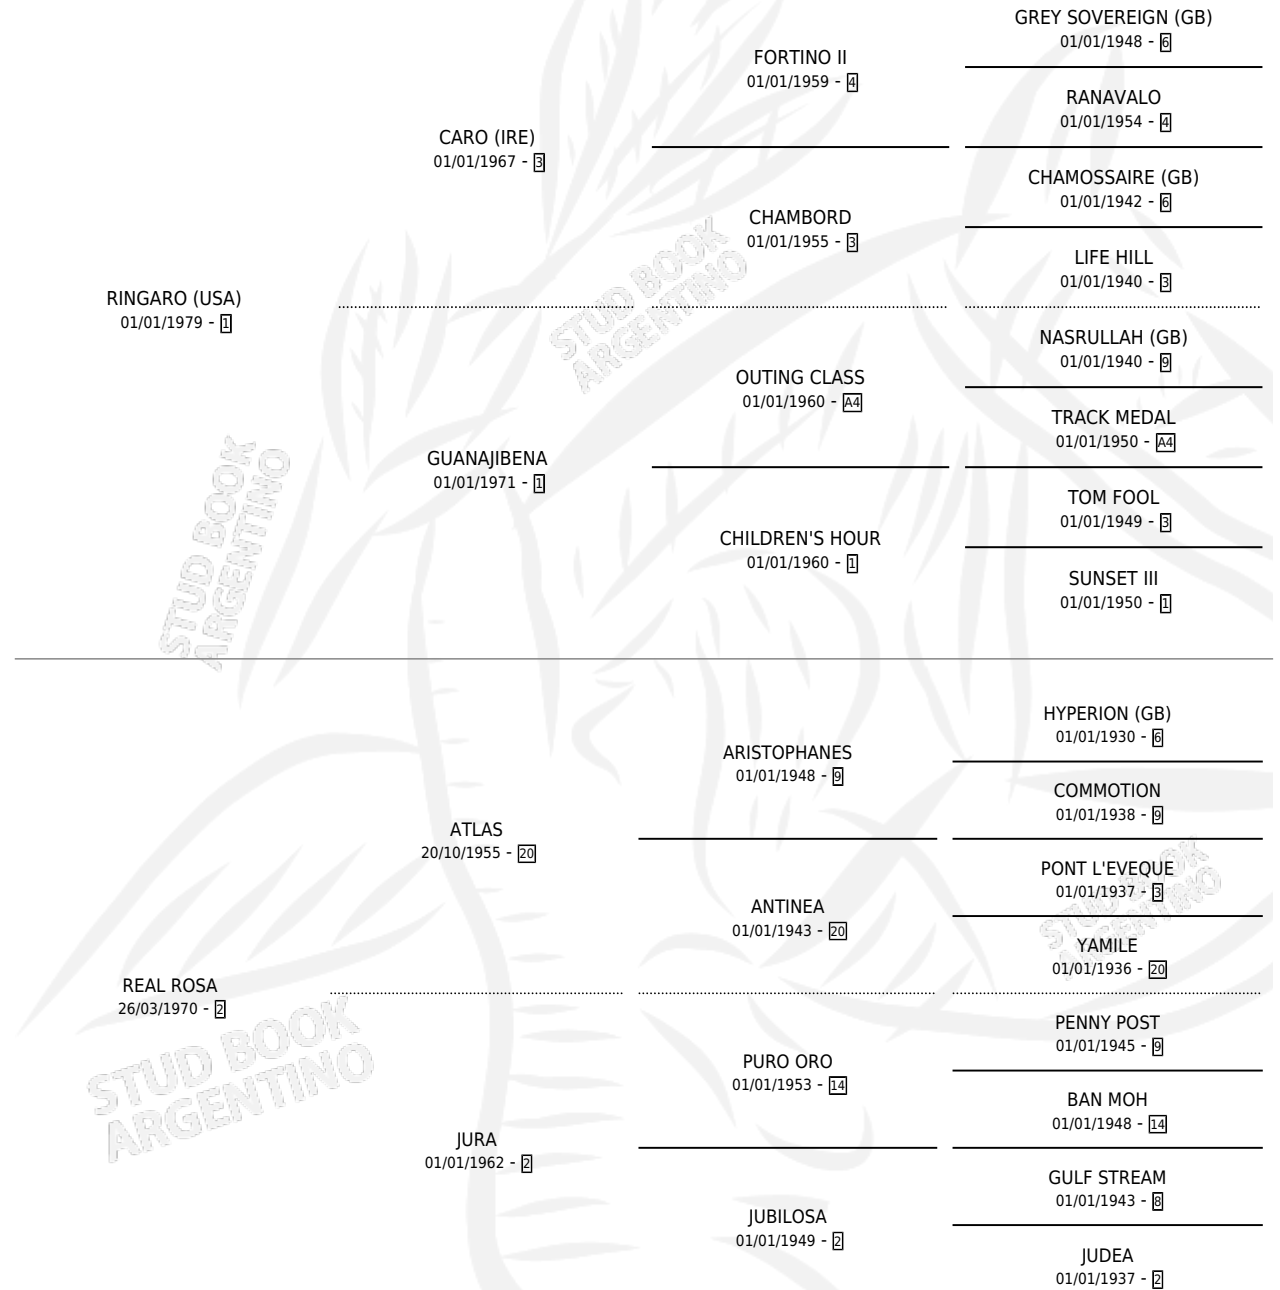 GREY SOVEREIGN (GB)
01/01/1948 - 6
FORTINO II
01/01/1959 - 4
RANAVALO
01/01/1954 - 4
CARO (IRE)
01/01/1967 - 3
CHAMOSSAIRE (GB)
01/01/1942 - 6
CHAMBORD
01/01/1955 - 3
LIFE HILL
01/01/1940 - 3
RINGARO (USA)
01/01/1979 - 1
NASRULLAH (GB)
01/01/1940 - 9
OUTING CLASS
01/01/1960 - A4
TRACK MEDAL
01/01/1950 - A4
GUANAJIBENA
01/01/1971 - 1
TOM FOOL
01/01/1949 - 3
CHILDREN'S HOUR
01/01/1960 - 1
SUNSET III
01/01/1950 - 1
HYPERION (GB)
01/01/1930 - 6
ARISTOPHANES
01/01/1948 - 9
COMMOTION
01/01/1938 - 9
ATLAS
20/10/1955 - 20
PONT L'EVEQUE
01/01/1937 - 3
ANTINEA
01/01/1943 - 20
YAMILE
01/01/1936 - 20
REAL ROSA
26/03/1970 - 2
PENNY POST
01/01/1945 - 9
PURO ORO
01/01/1953 - 14
BAN MOH
01/01/1948 - 14
JURA
01/01/1962 - 2
GULF STREAM
01/01/1943 - 8
JUBILOSA
01/01/1949 - 2
JUDEA
01/01/1937 - 2
STUD BOOK
ARGENTINO
STUD BOOK
ARGENTINO
STUD BOOK
ARGENTINO
STUD BOOK
ARGENTINO